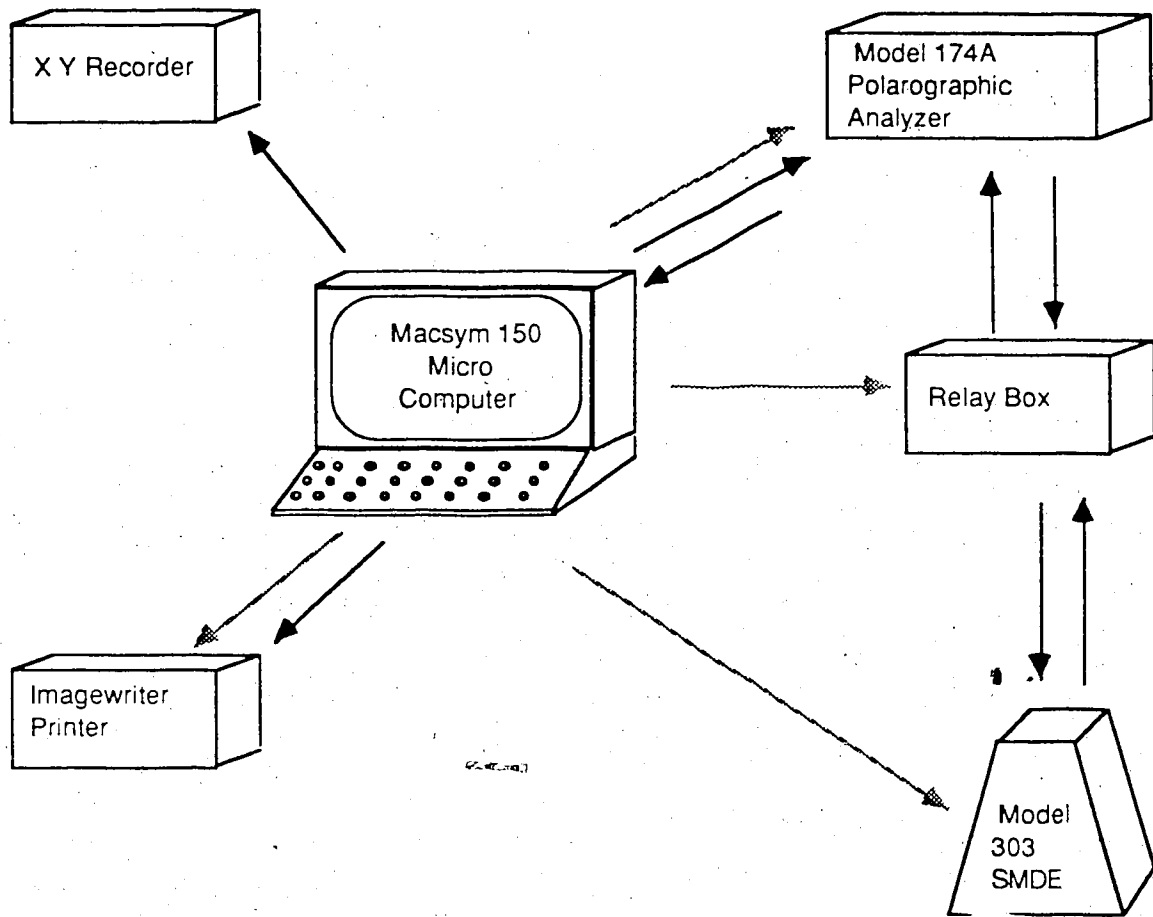 X Y Recorder
Model 174A
Polarographic
Analyzer
Macsym 150
Micro
Computer
Relay Box
Imagewriter
Printer
Model
303
SMDE